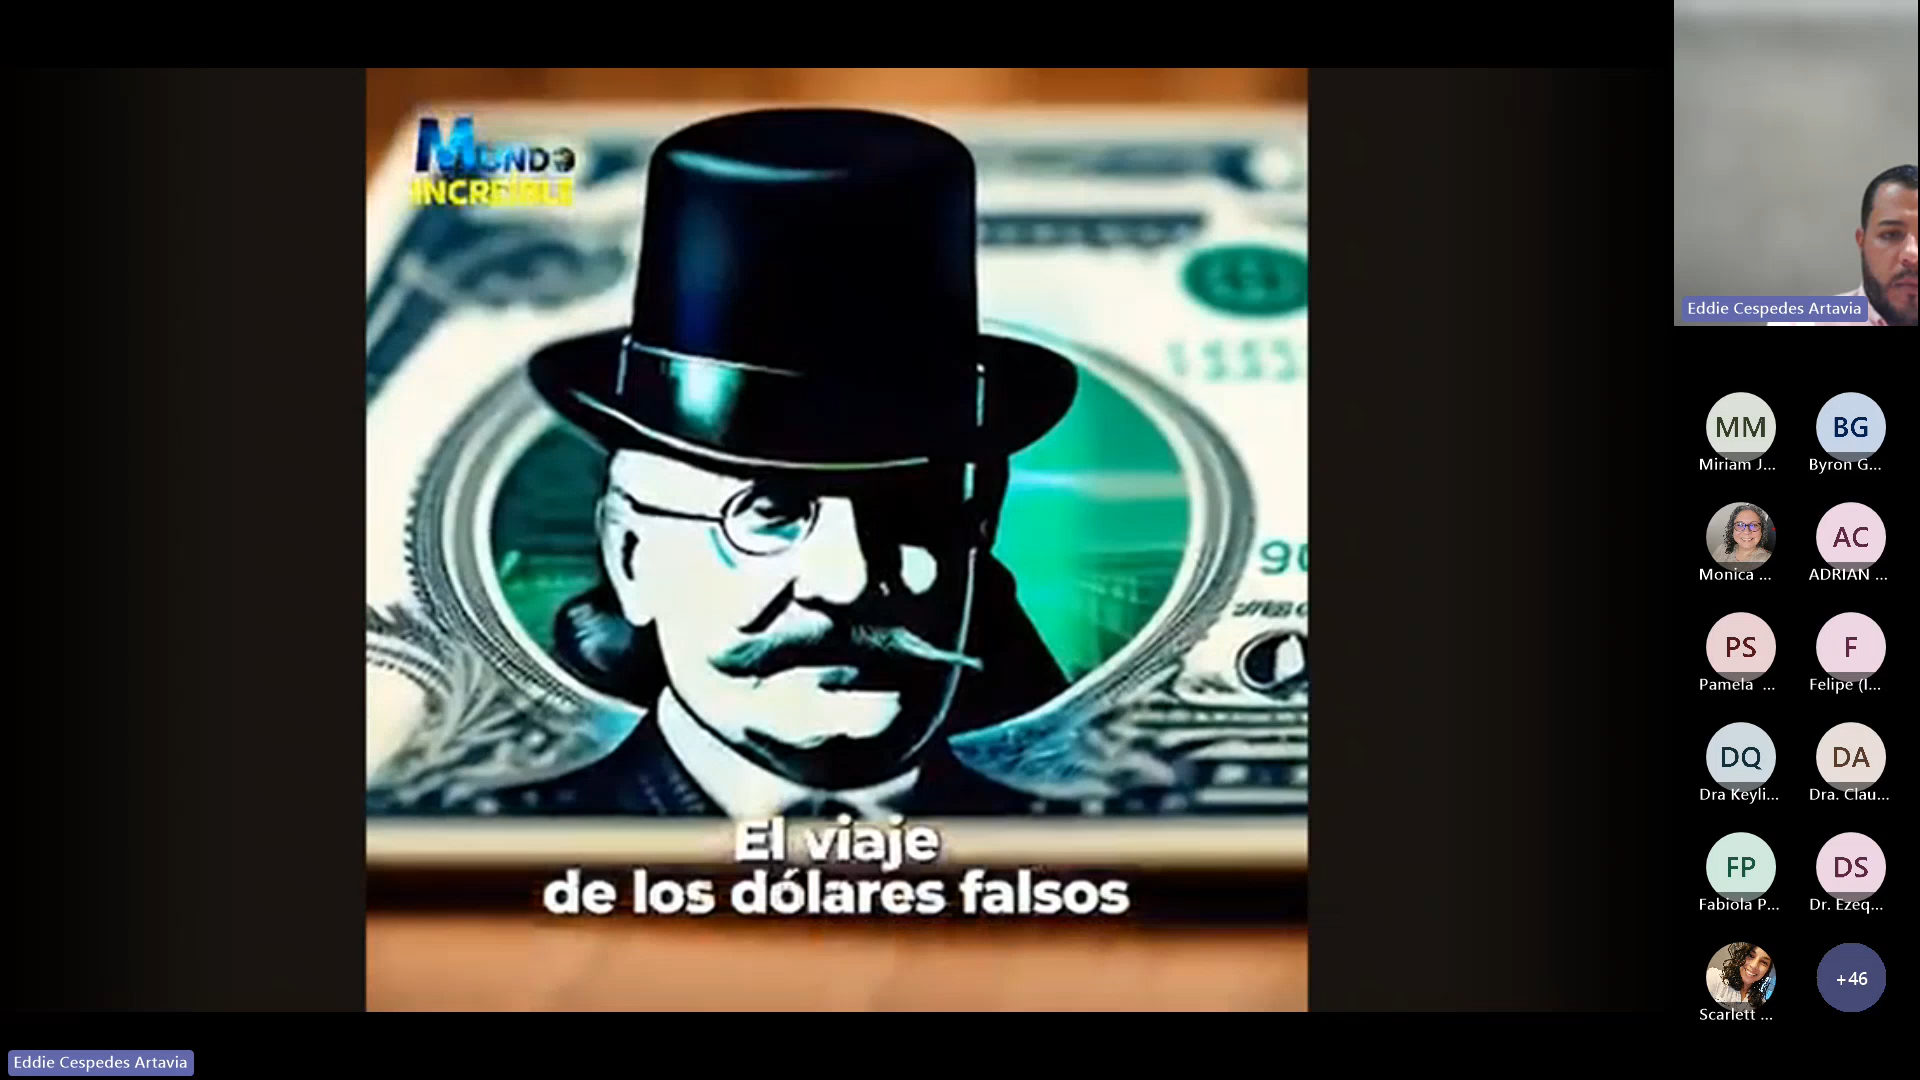 MUNDO
INCREÍBLE
El viaje
de los dólares falsos
Eddie Cespedes Artavia
Eddie Cespedes Artavia
MM
Miriam J...
BG
Byron G...
Monica ...
AC
ADRIAN ...
PS
Pamela ...
F
Felipe (I...
DQ
Dra Keyli...
DA
Dra. Clau...
FP
Fabiola P...
DS
Dr. Ezeq...
Scarlett ...
+46